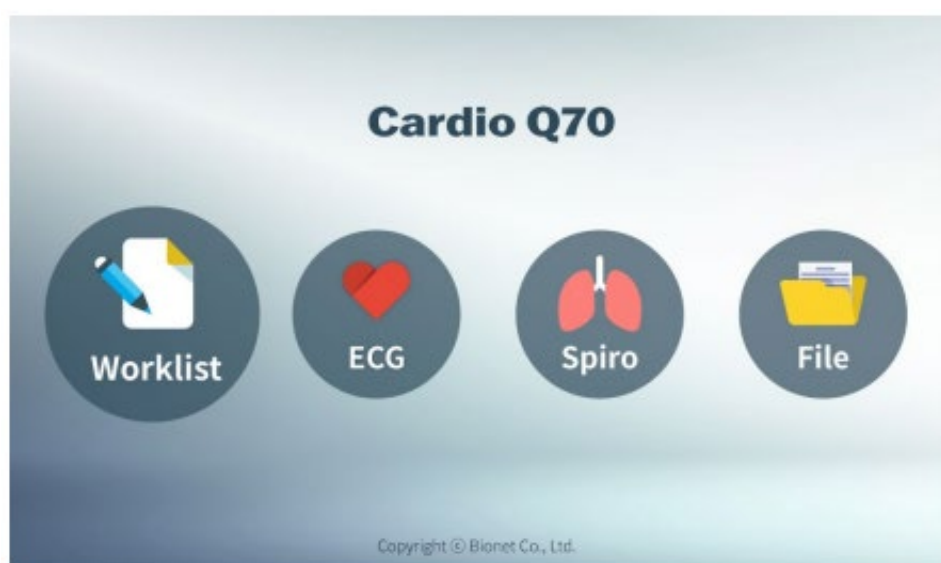 Cardio Q70
Worklist
ECG
Spiro
File
Copyright ⓒ Bionet Co., Ltd.